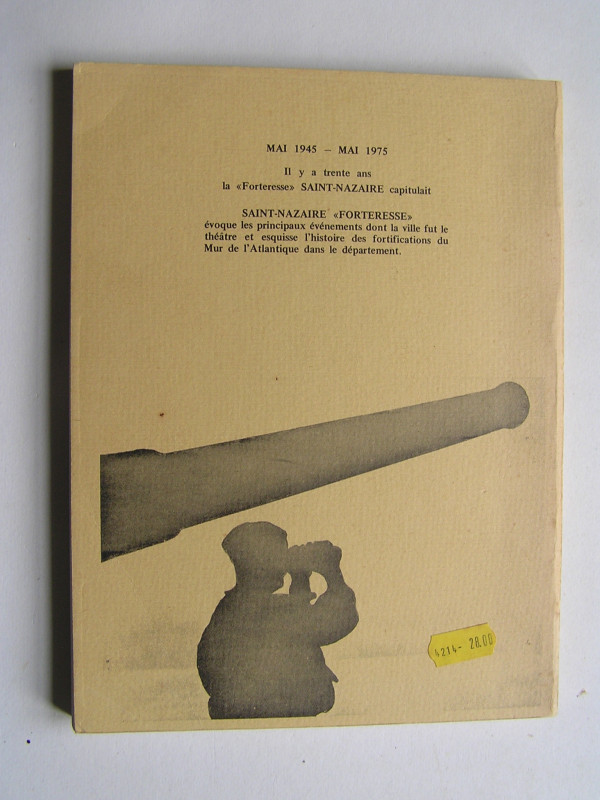 MAI 1945 — MAI 1975
Il y a trente ans
la «Forteresse» SAINT-NAZAIRE capitulait
SAINT-NAZAIRE «FORTERESSE»
évoque les principaux événements dont la ville fut le
théâtre et esquisse l'histoire des fortifications du
Mur de l'Atlantique dans le département.
4214- 28.00